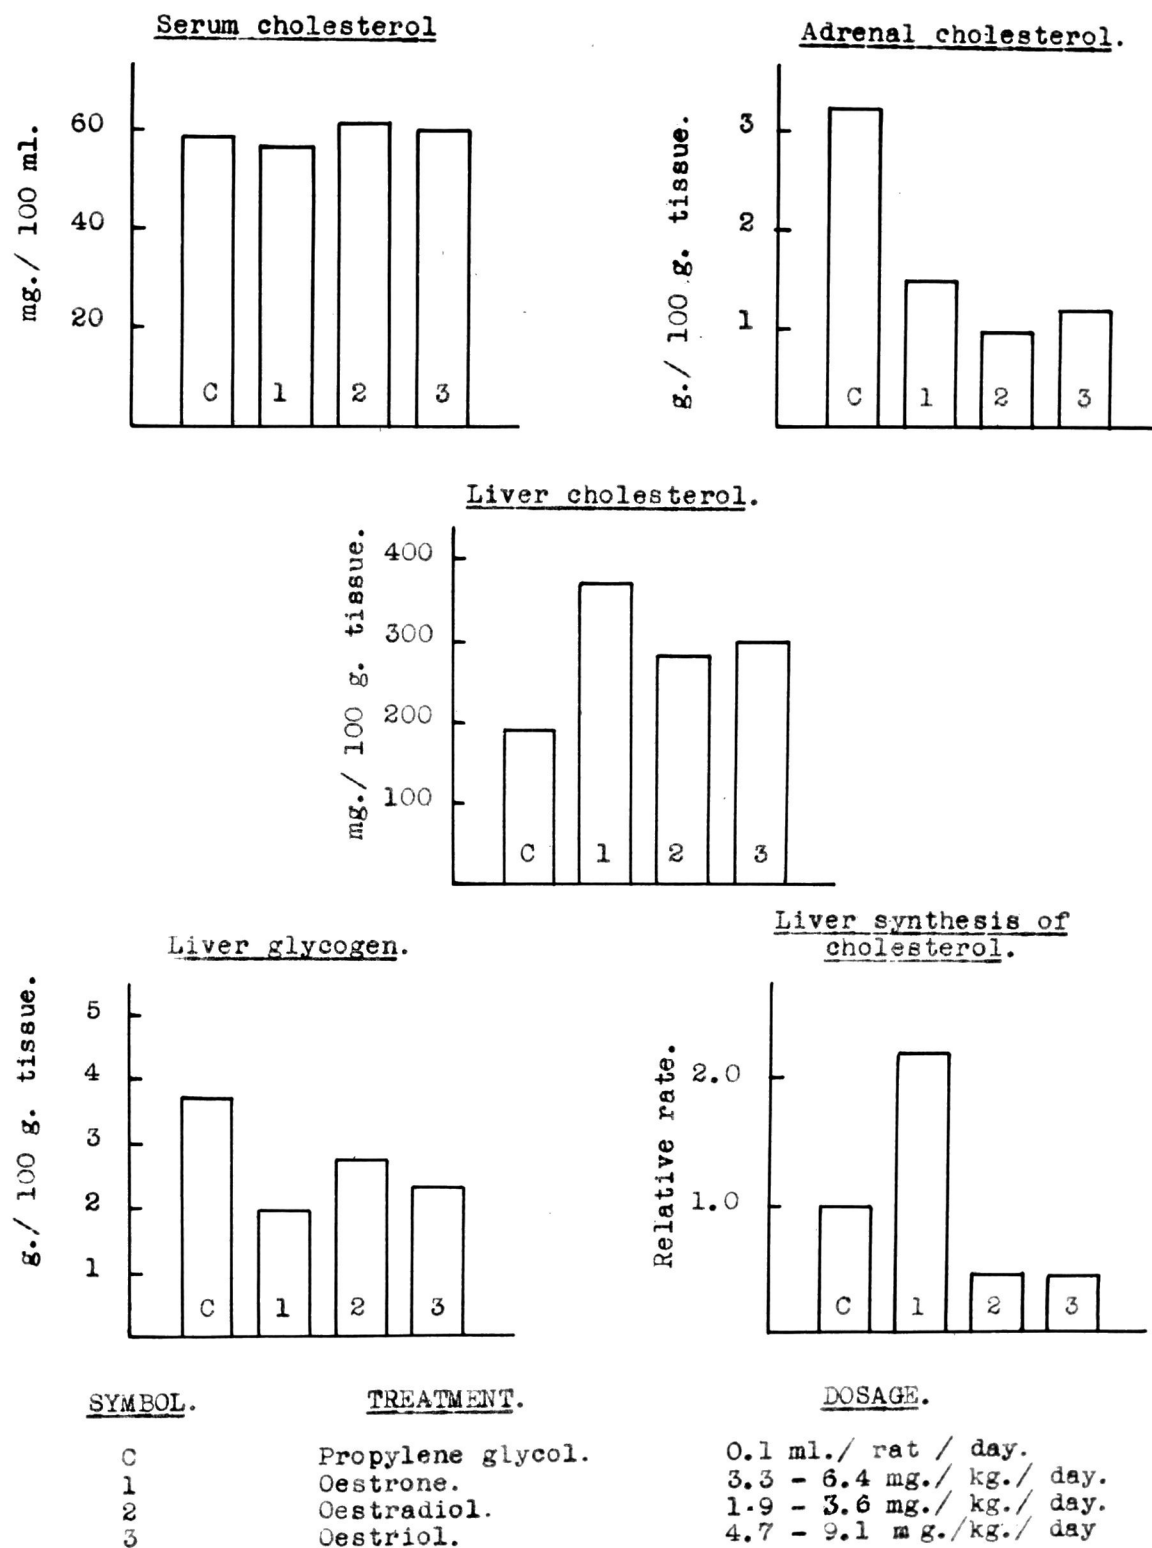 Serum cholesterol
mg./ 100 ml.
60
40
20
C 1 2 3
Adrenal cholesterol.
g./ 100 g. tissue.
3
2
1
C 1 2 3
Liver cholesterol.
mg./ 100 g. tissue.
400
300
200
100
C 1 2 3
Liver glycogen.
g./ 100 g. tissue.
5
4
3
2
1
C 1 2 3
Liver synthesis of
cholesterol.
Relative rate.
2.0
1.0
C 1 2 3
SYMBOL. TREATMENT. DOSAGE.
C Propylene glycol. 0.1 ml./ rat / day.
1 Oestrone. 3.3 - 6.4 mg./ kg./ day.
2 Oestradiol. 1.9 - 3.6 mg./ kg./ day.
3 Oestriol. 4.7 - 9.1 mg./kg./ day